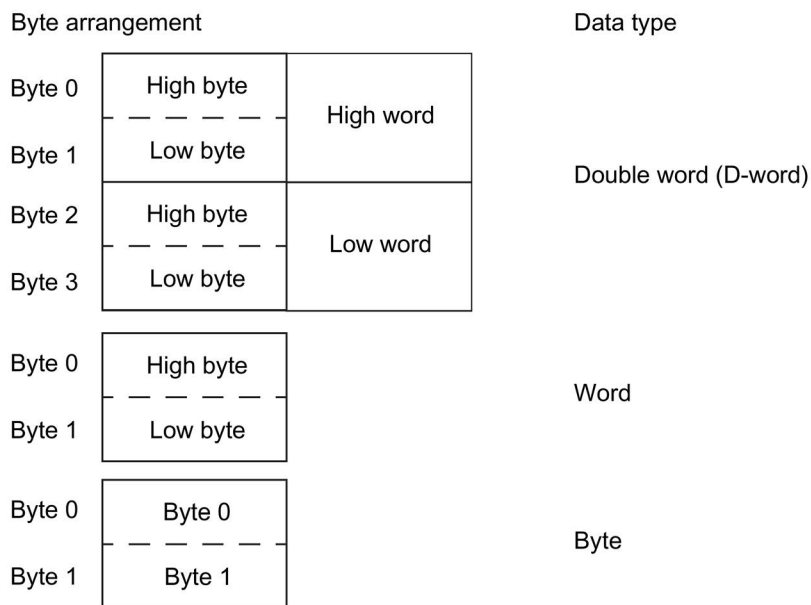 Byte arrangement Data type
Byte 0 High byte
High word
Byte 1 Low byte
Double word (D-word)
Byte 2 High byte
Low word
Byte 3 Low byte
Byte 0 High byte
Word
Byte 1 Low byte
Byte 0 Byte 0
Byte
Byte 1 Byte 1